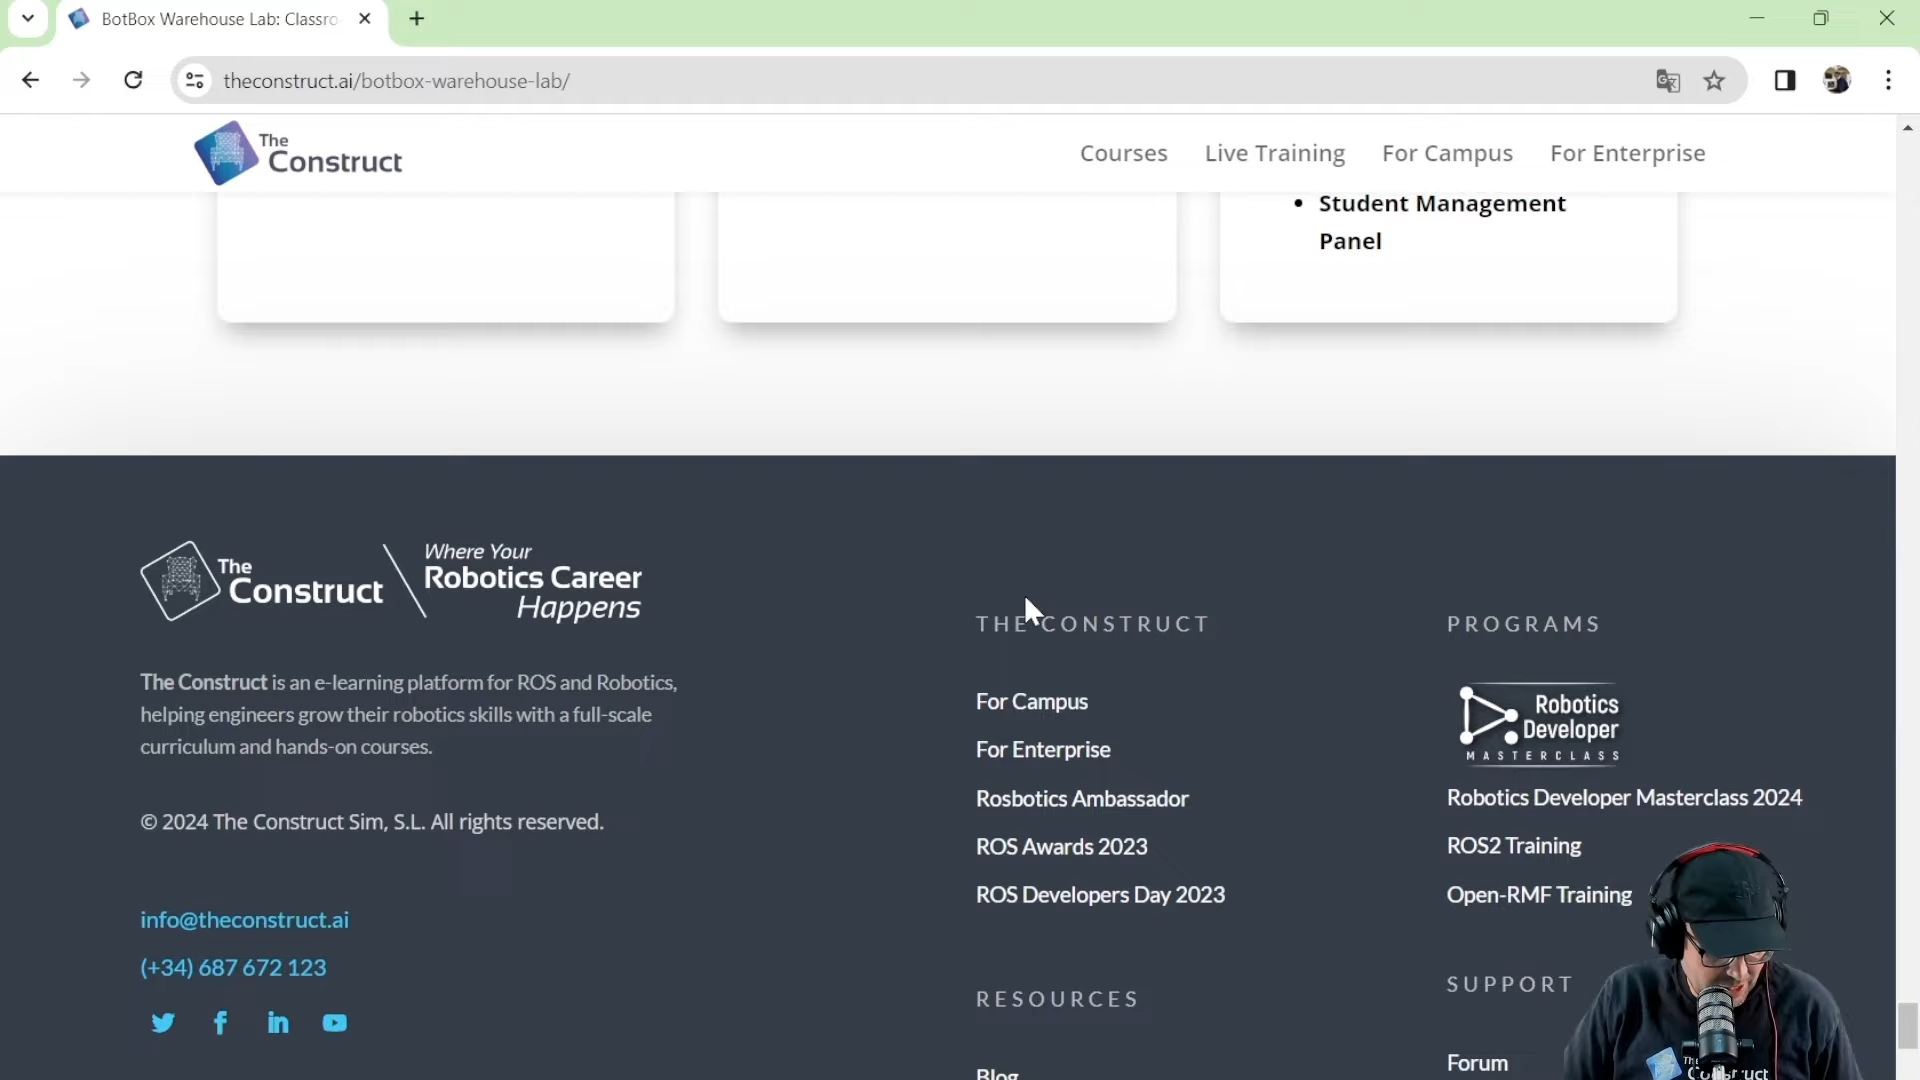 BotBox Warehouse Lab: Classro
theconstruct.ai/botbox-warehouse-lab/
The
Construct
Courses
Live Training
For Campus
For Enterprise
• Student Management
Panel
The
Construct
Where Your
Robotics Career
Happens
The Construct is an e-learning platform for ROS and Robotics,
helping engineers grow their robotics skills with a full-scale
curriculum and hands-on courses.
© 2024 The Construct Sim, S.L. All rights reserved.
info@theconstruct.ai
(+34) 687 672 123
THE CONSTRUCT
For Campus
For Enterprise
Rosbotics Ambassador
ROS Awards 2023
ROS Developers Day 2023
RESOURCES
Blog
PROGRAMS
Robotics
Developer
MASTERCLASS
Robotics Developer Masterclass 2024
ROS2 Training
Open-RMF Training
SUPPORT
Forum